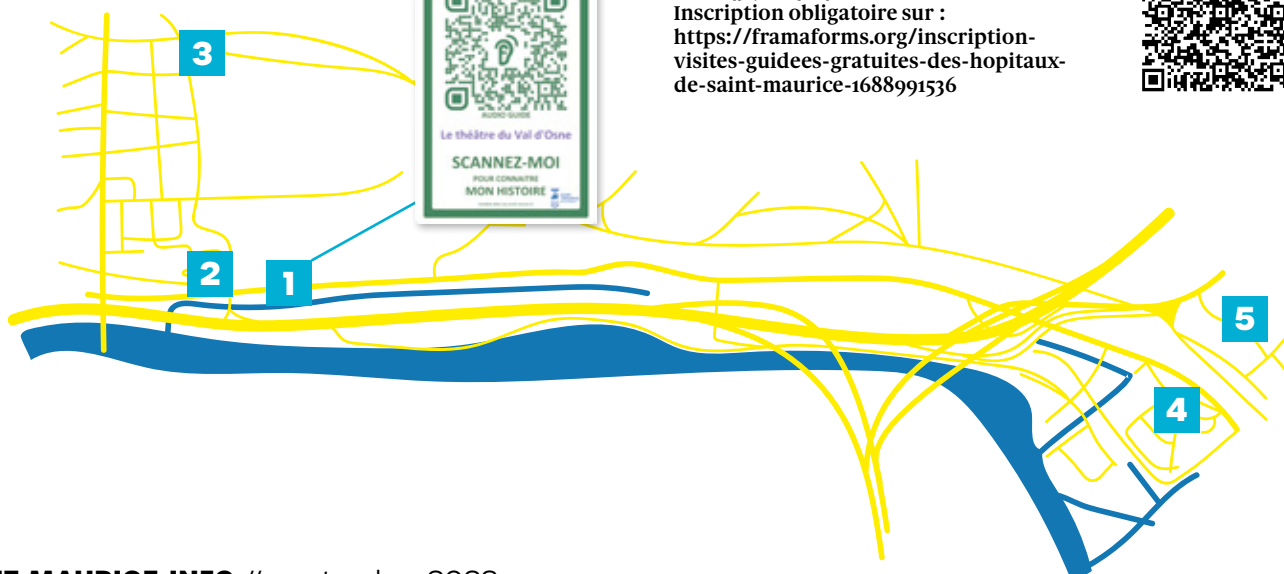 Inscription obligatoire sur :
https://framaforms.org/inscription-
visites-guidees-gratuites-des-hopitaux-
de-saint-maurice-1688991536
AUDIO GUIDE
Le théâtre du Val d'Osne
SCANNEZ-MOI
POUR CONNAITRE
MON HISTOIRE
3
2
1
5
4